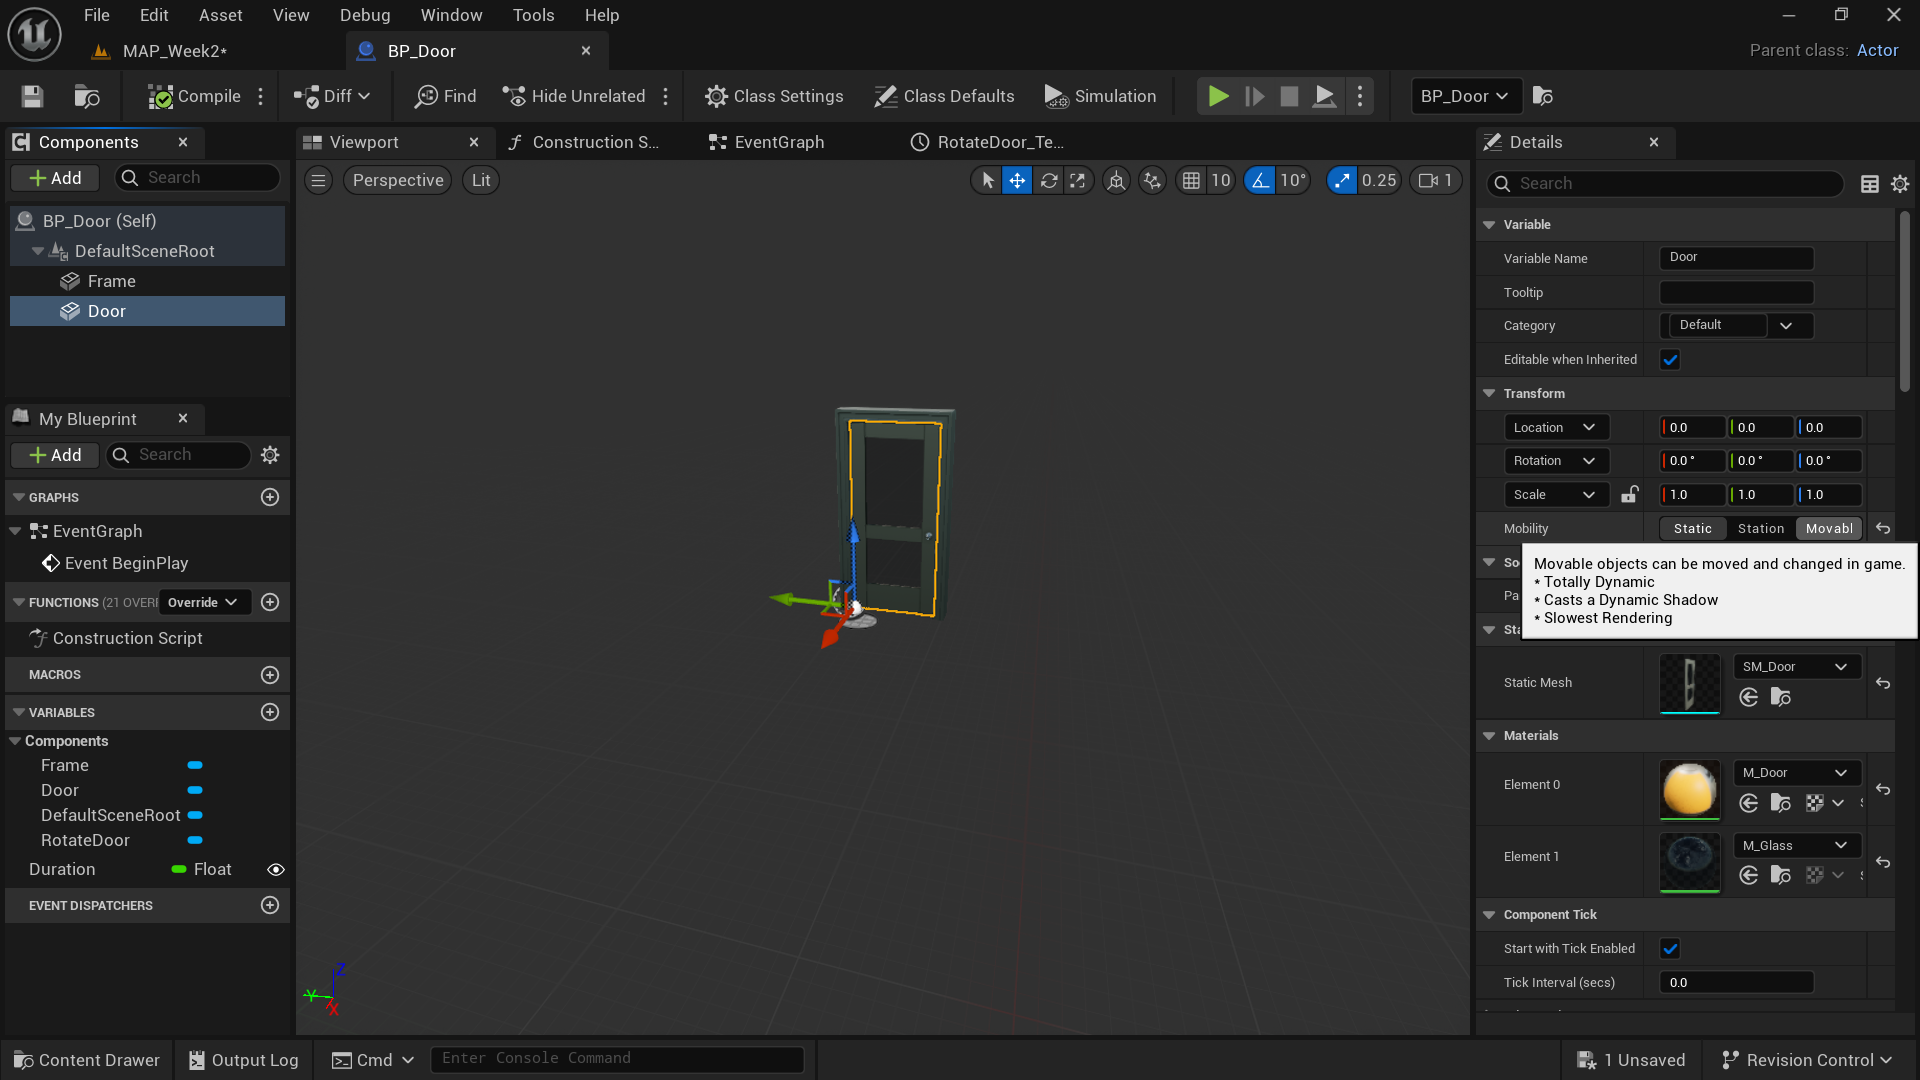 File Edit Asset View Debug Window Tools Help
MAP_Week2*
BP_Door
Parent class: Actor
Compile
Diff
Find
Hide Unrelated
Class Settings
Class Defaults
Simulation
BP_Door
Components
Add
Search
BP_Door (Self)
DefaultSceneRoot
Frame
Door
My Blueprint
Add
Search
GRAPHS
EventGraph
Event BeginPlay
FUNCTIONS (21 OVERR
Override
Construction Script
MACROS
VARIABLES
Components
Frame
Door
DefaultSceneRoot
RotateDoor
Duration Float
EVENT DISPATCHERS
Viewport
Construction S...
EventGraph
RotateDoor_Te...
Perspective
Lit
10
10°
0.25
1
Z
Y
X
Details
Search
Variable
Variable Name Door
Tooltip
Category Default
Editable when Inherited
Transform
Location 0.0 0.0 0.0
Rotation 0.0° 0.0° 0.0°
Scale 1.0 1.0 1.0
Mobility Static Station Movabl
So
Movable objects can be moved and changed in game.
* Totally Dynamic
Pa
* Casts a Dynamic Shadow
* Slowest Rendering
Sta
Static Mesh SM_Door
Materials
Element 0 M_Door
Element 1 M_Glass
Component Tick
Start with Tick Enabled
Tick Interval (secs) 0.0
Content Drawer
Output Log
Cmd
Enter Console Command
1 Unsaved
Revision Control